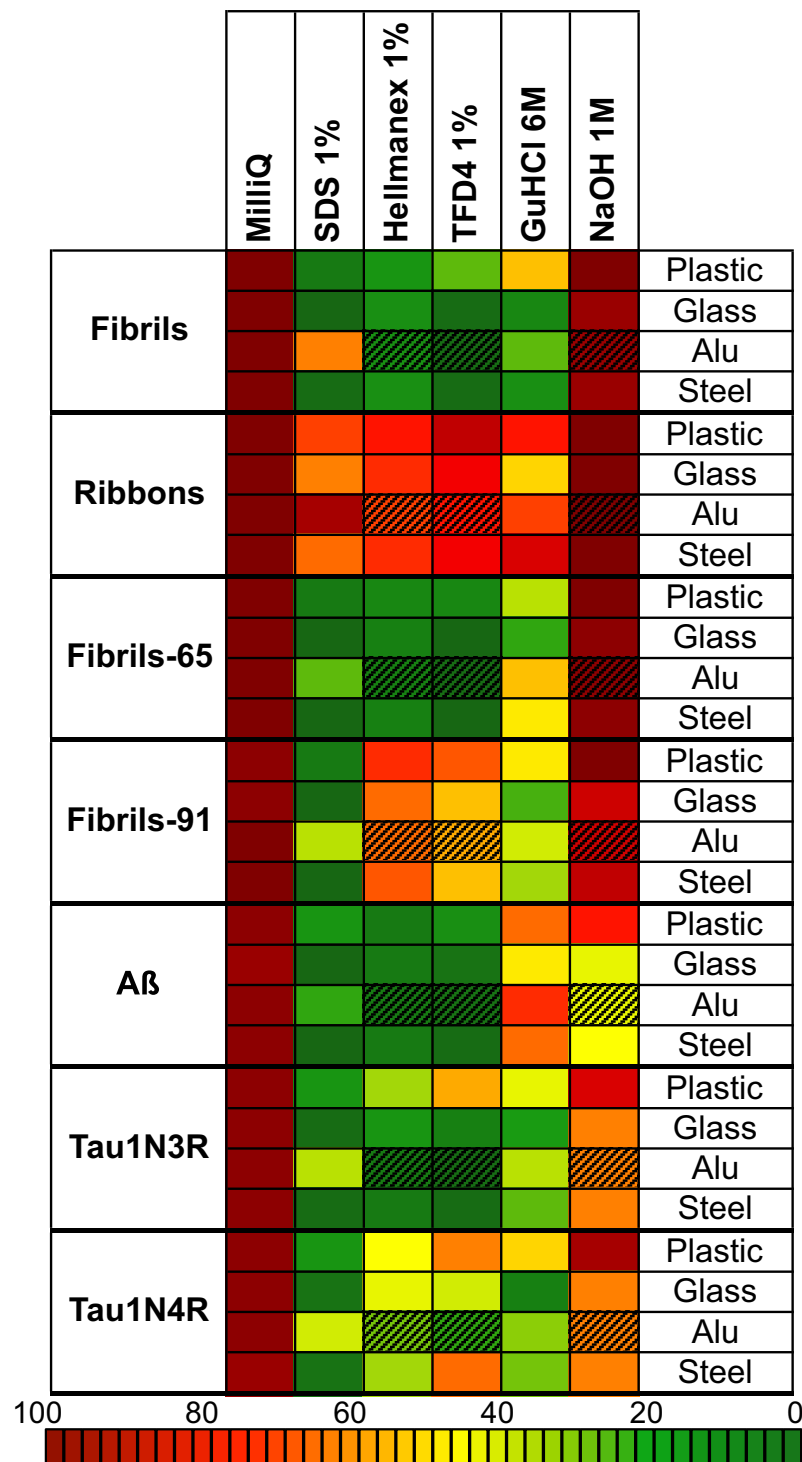 MilliQ
SDS 1%
Hellmanex 1%
TFD4 1%
GuHCl 6M
NaOH 1M
Fibrils
Plastic
Glass
Alu
Steel
Ribbons
Plastic
Glass
Alu
Steel
Fibrils-65
Plastic
Glass
Alu
Steel
Fibrils-91
Plastic
Glass
Alu
Steel
Aß
Plastic
Glass
Alu
Steel
Tau1N3R
Plastic
Glass
Alu
Steel
Tau1N4R
Plastic
Glass
Alu
Steel
100 80 60 40 20 0